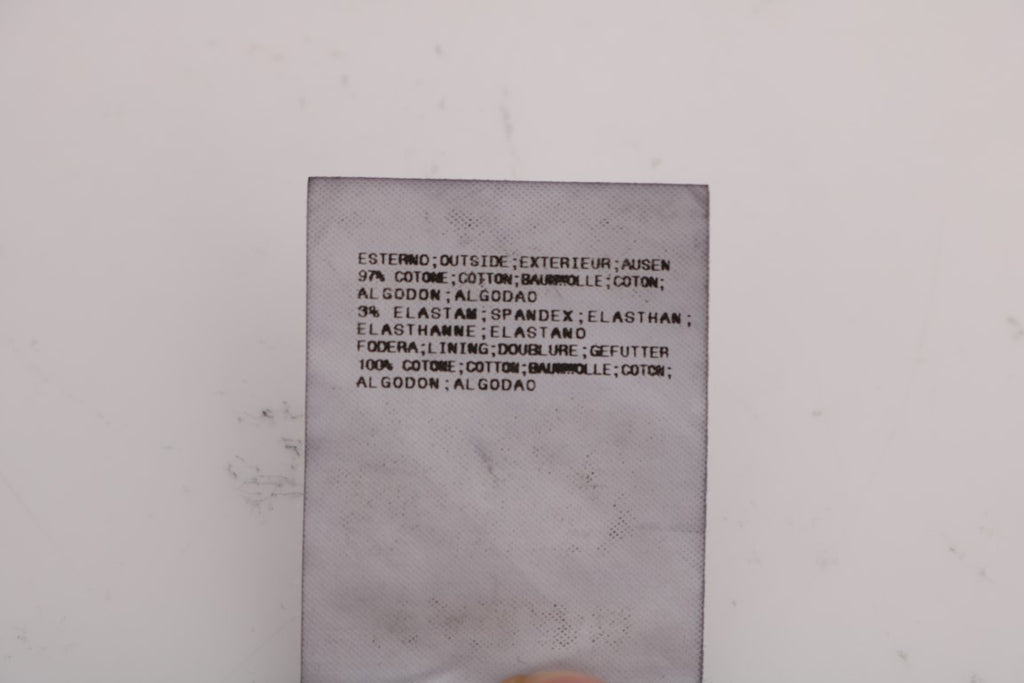 ESTERNO;OUTSIDE;EXTERIEUR;AUSEN
97% COTONE;COTTON;BAUMWOLLE;COTON;
ALGODON;ALGODAO
3% ELASTAM;SPANDEX;ELASTHAN;
ELASTHANNE;ELASTANO
FODERA;LINING;DOUBLURE;GEFUTTER
100% COTONE;COTTON;BAUMWOLLE;COTON;
ALGODON;ALGODAO